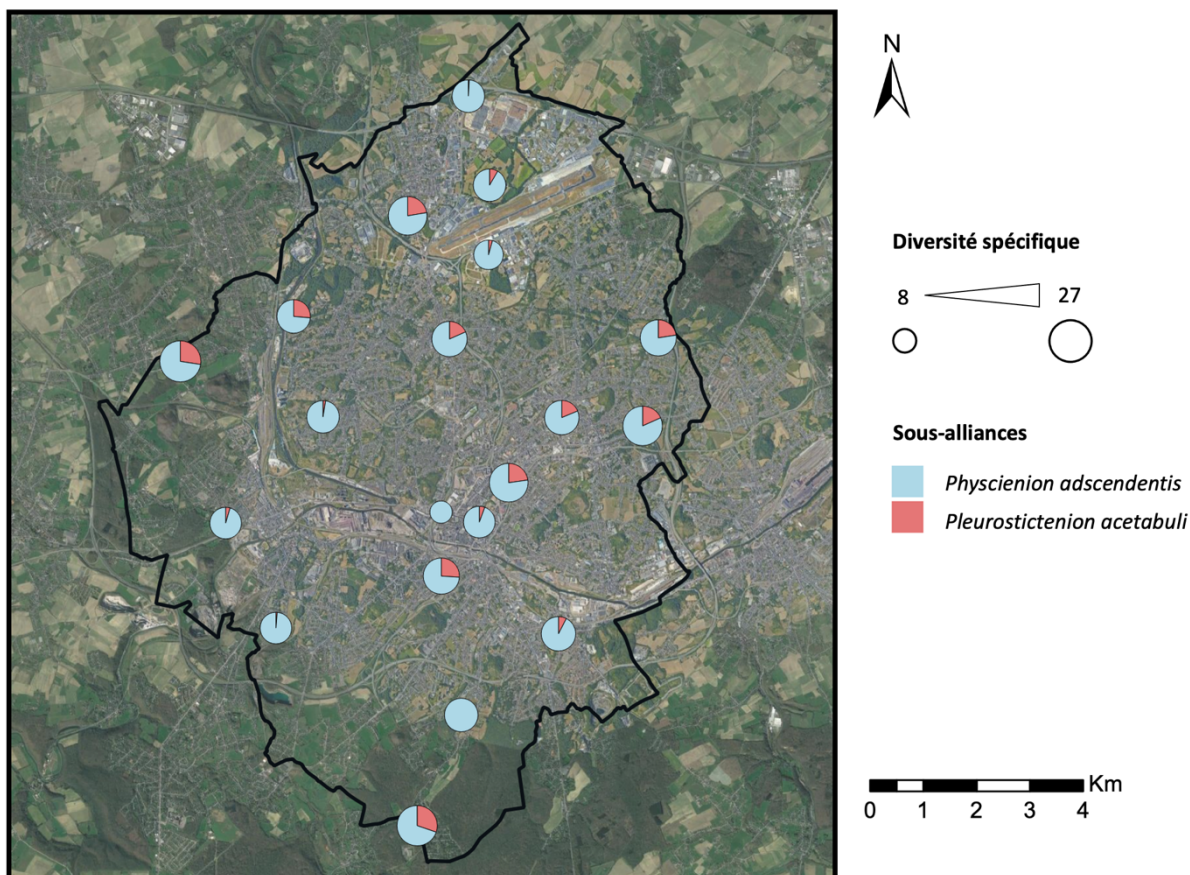 N
Diversité spécifique
8 27
Sous-alliances
Physcienion adscendentis
Pleurostictenion acetabuli
Km
0 1 2 3 4